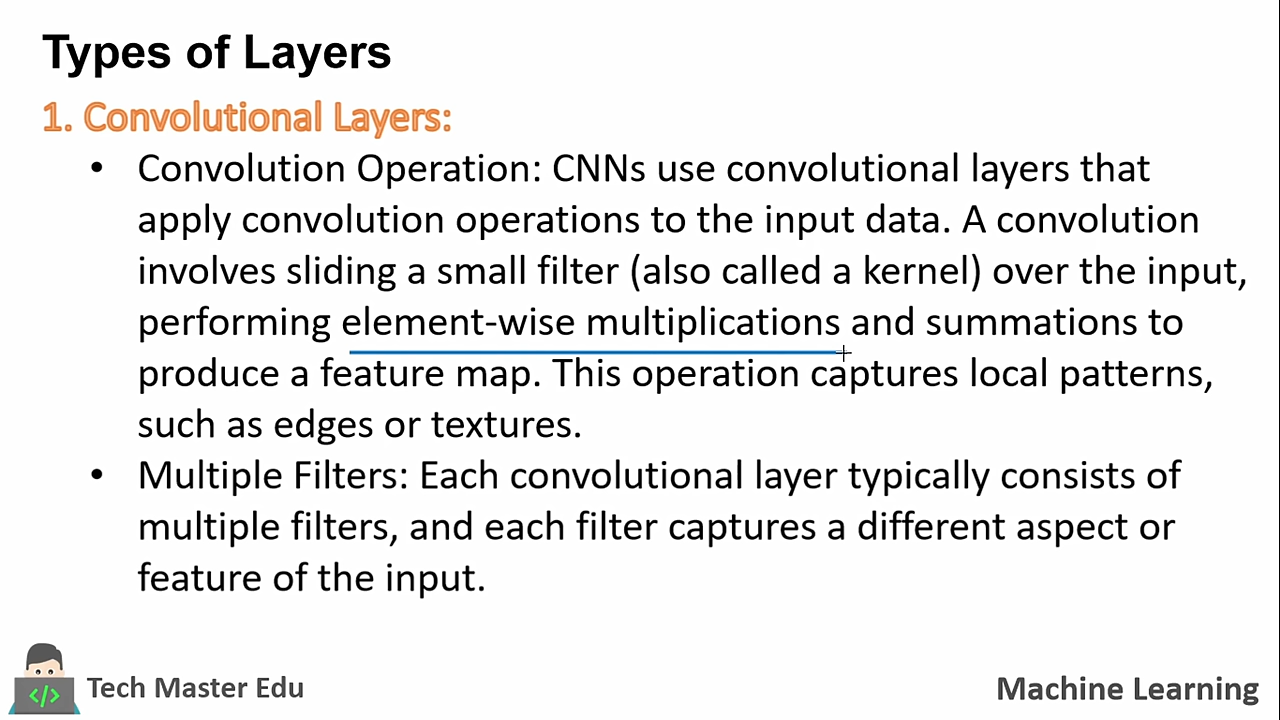 Types of Layers
1. Convolutional Layers:
• Convolution Operation: CNNs use convolutional layers that
apply convolution operations to the input data. A convolution
involves sliding a small filter (also called a kernel) over the input,
performing element-wise multiplications and summations to
produce a feature map. This operation captures local patterns,
such as edges or textures.
• Multiple Filters: Each convolutional layer typically consists of
multiple filters, and each filter captures a different aspect or
feature of the input.
</>
Tech Master Edu
Machine Learning